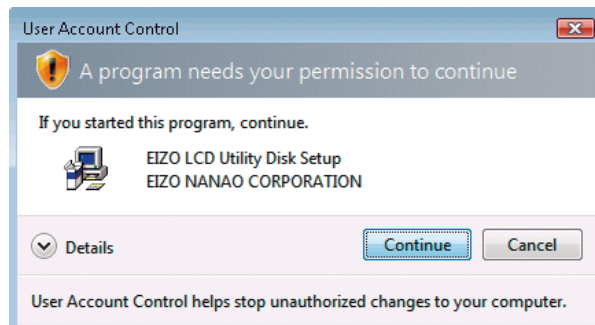 User Account Control
A program needs your permission to continue
If you started this program, continue.
EIZO LCD Utility Disk Setup
EIZO NANAO CORPORATION
Details
Continue
Cancel
User Account Control helps stop unauthorized changes to your computer.